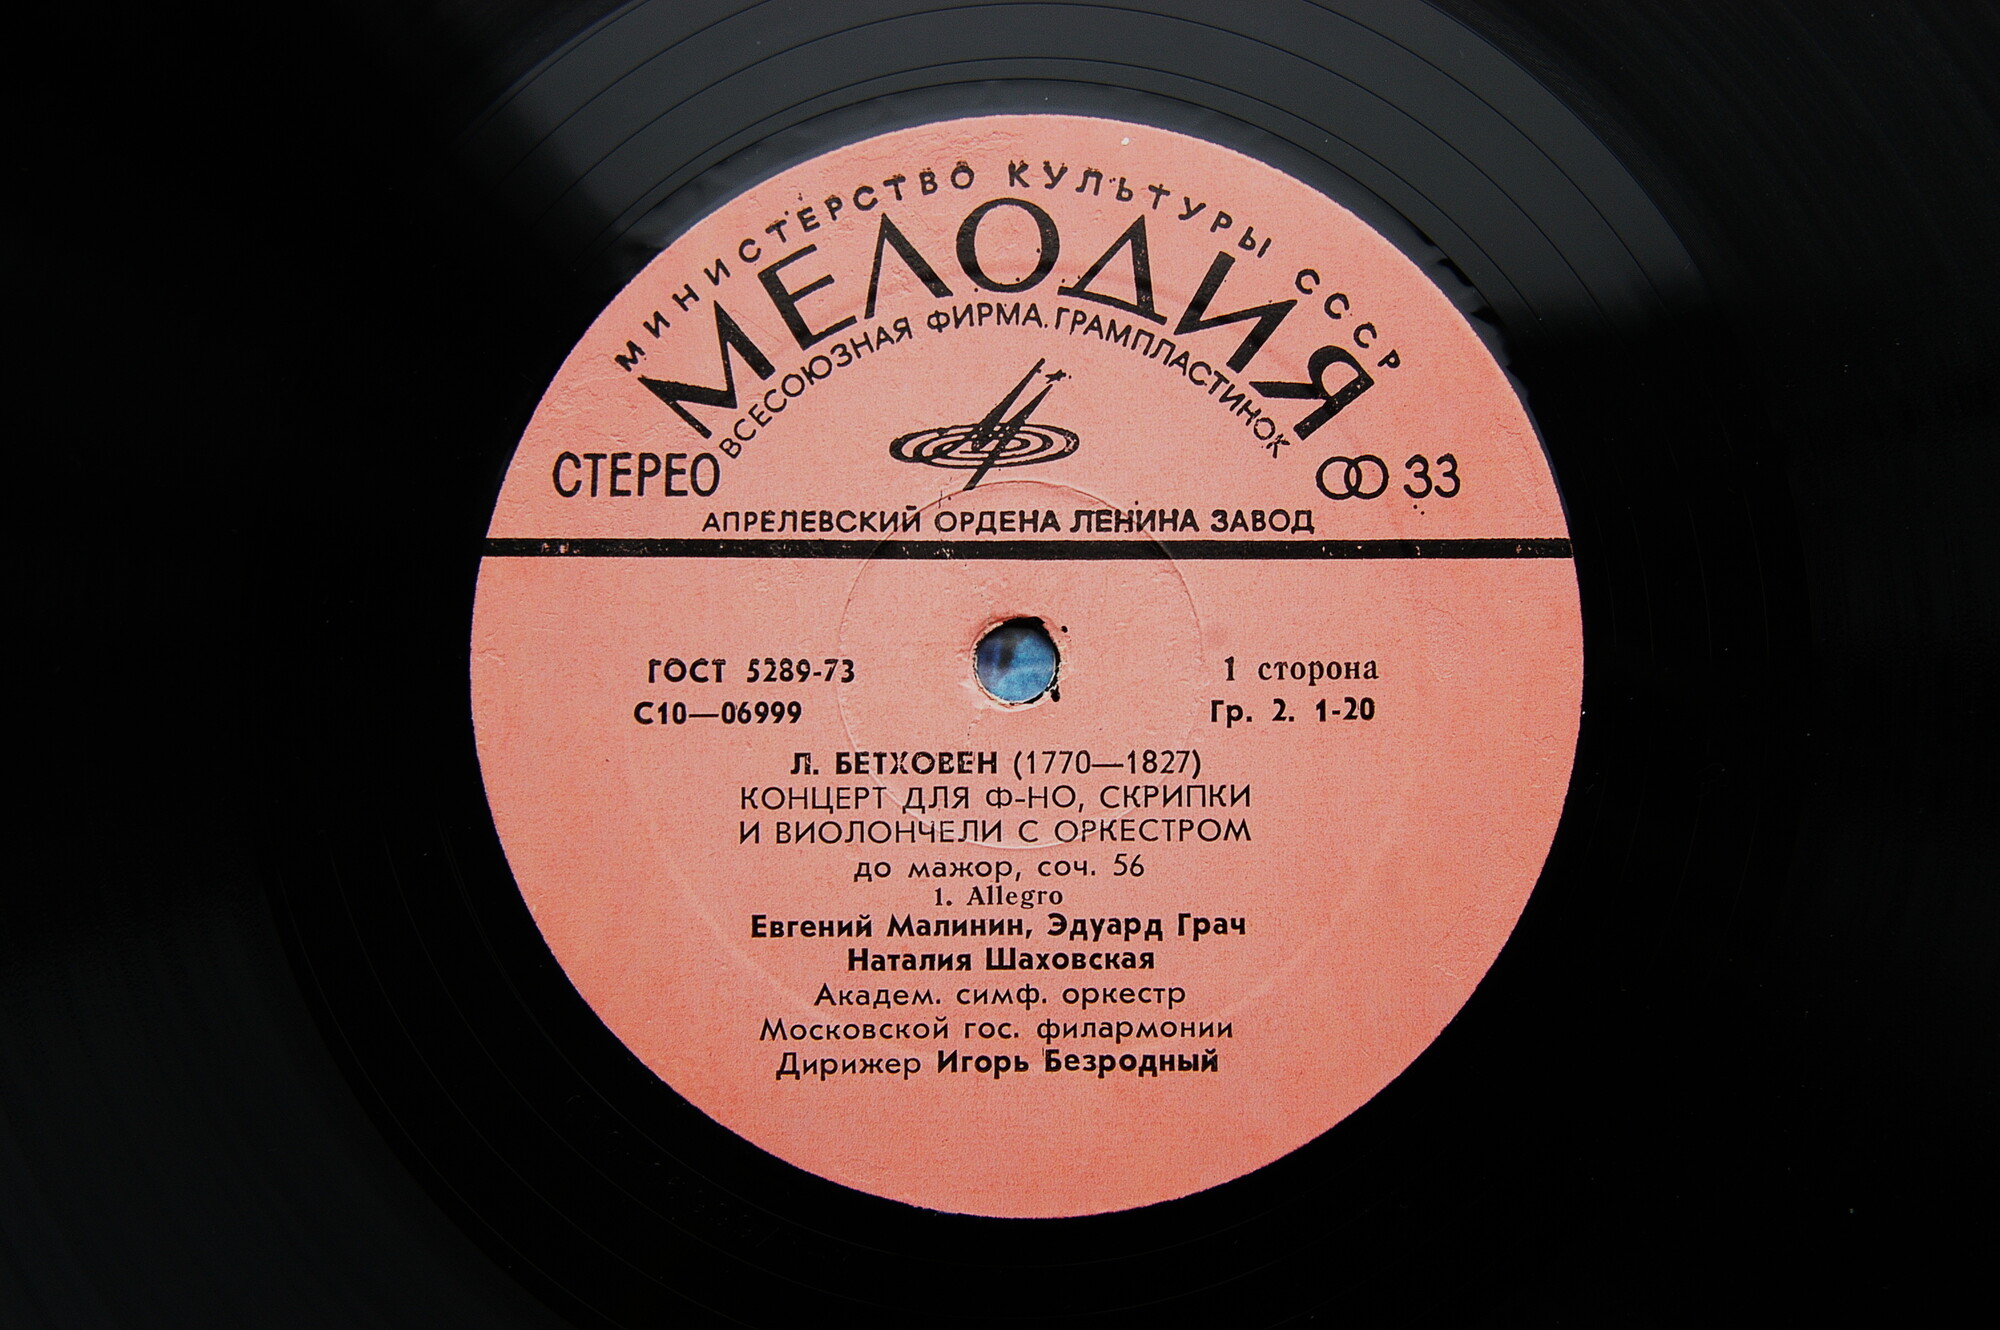 МИНИСТЕРСТВО КУЛЬТУРЫ СССР
МЕЛОДИЯ
ВСЕСОЮЗНАЯ ФИРМА ГРАМПЛАСТИНОК
СТЕРЕО
33
АПРЕЛЕВСКИЙ ОРДЕНА ЛЕНИНА ЗАВОД
ГОСТ 5289-73
1 сторона
С10—06999
Гр. 2. 1-20
Л. БЕТХОВЕН (1770—1827)
КОНЦЕРТ ДЛЯ Ф-НО, СКРИПКИ
И ВИОЛОНЧЕЛИ С ОРКЕСТРОМ
до мажор, соч. 56
1. Allegro
Евгений Малинин, Эдуард Грач
Наталия Шаховская
Академ. симф. оркестр
Московской гос. филармонии
Дирижер Игорь Безродный